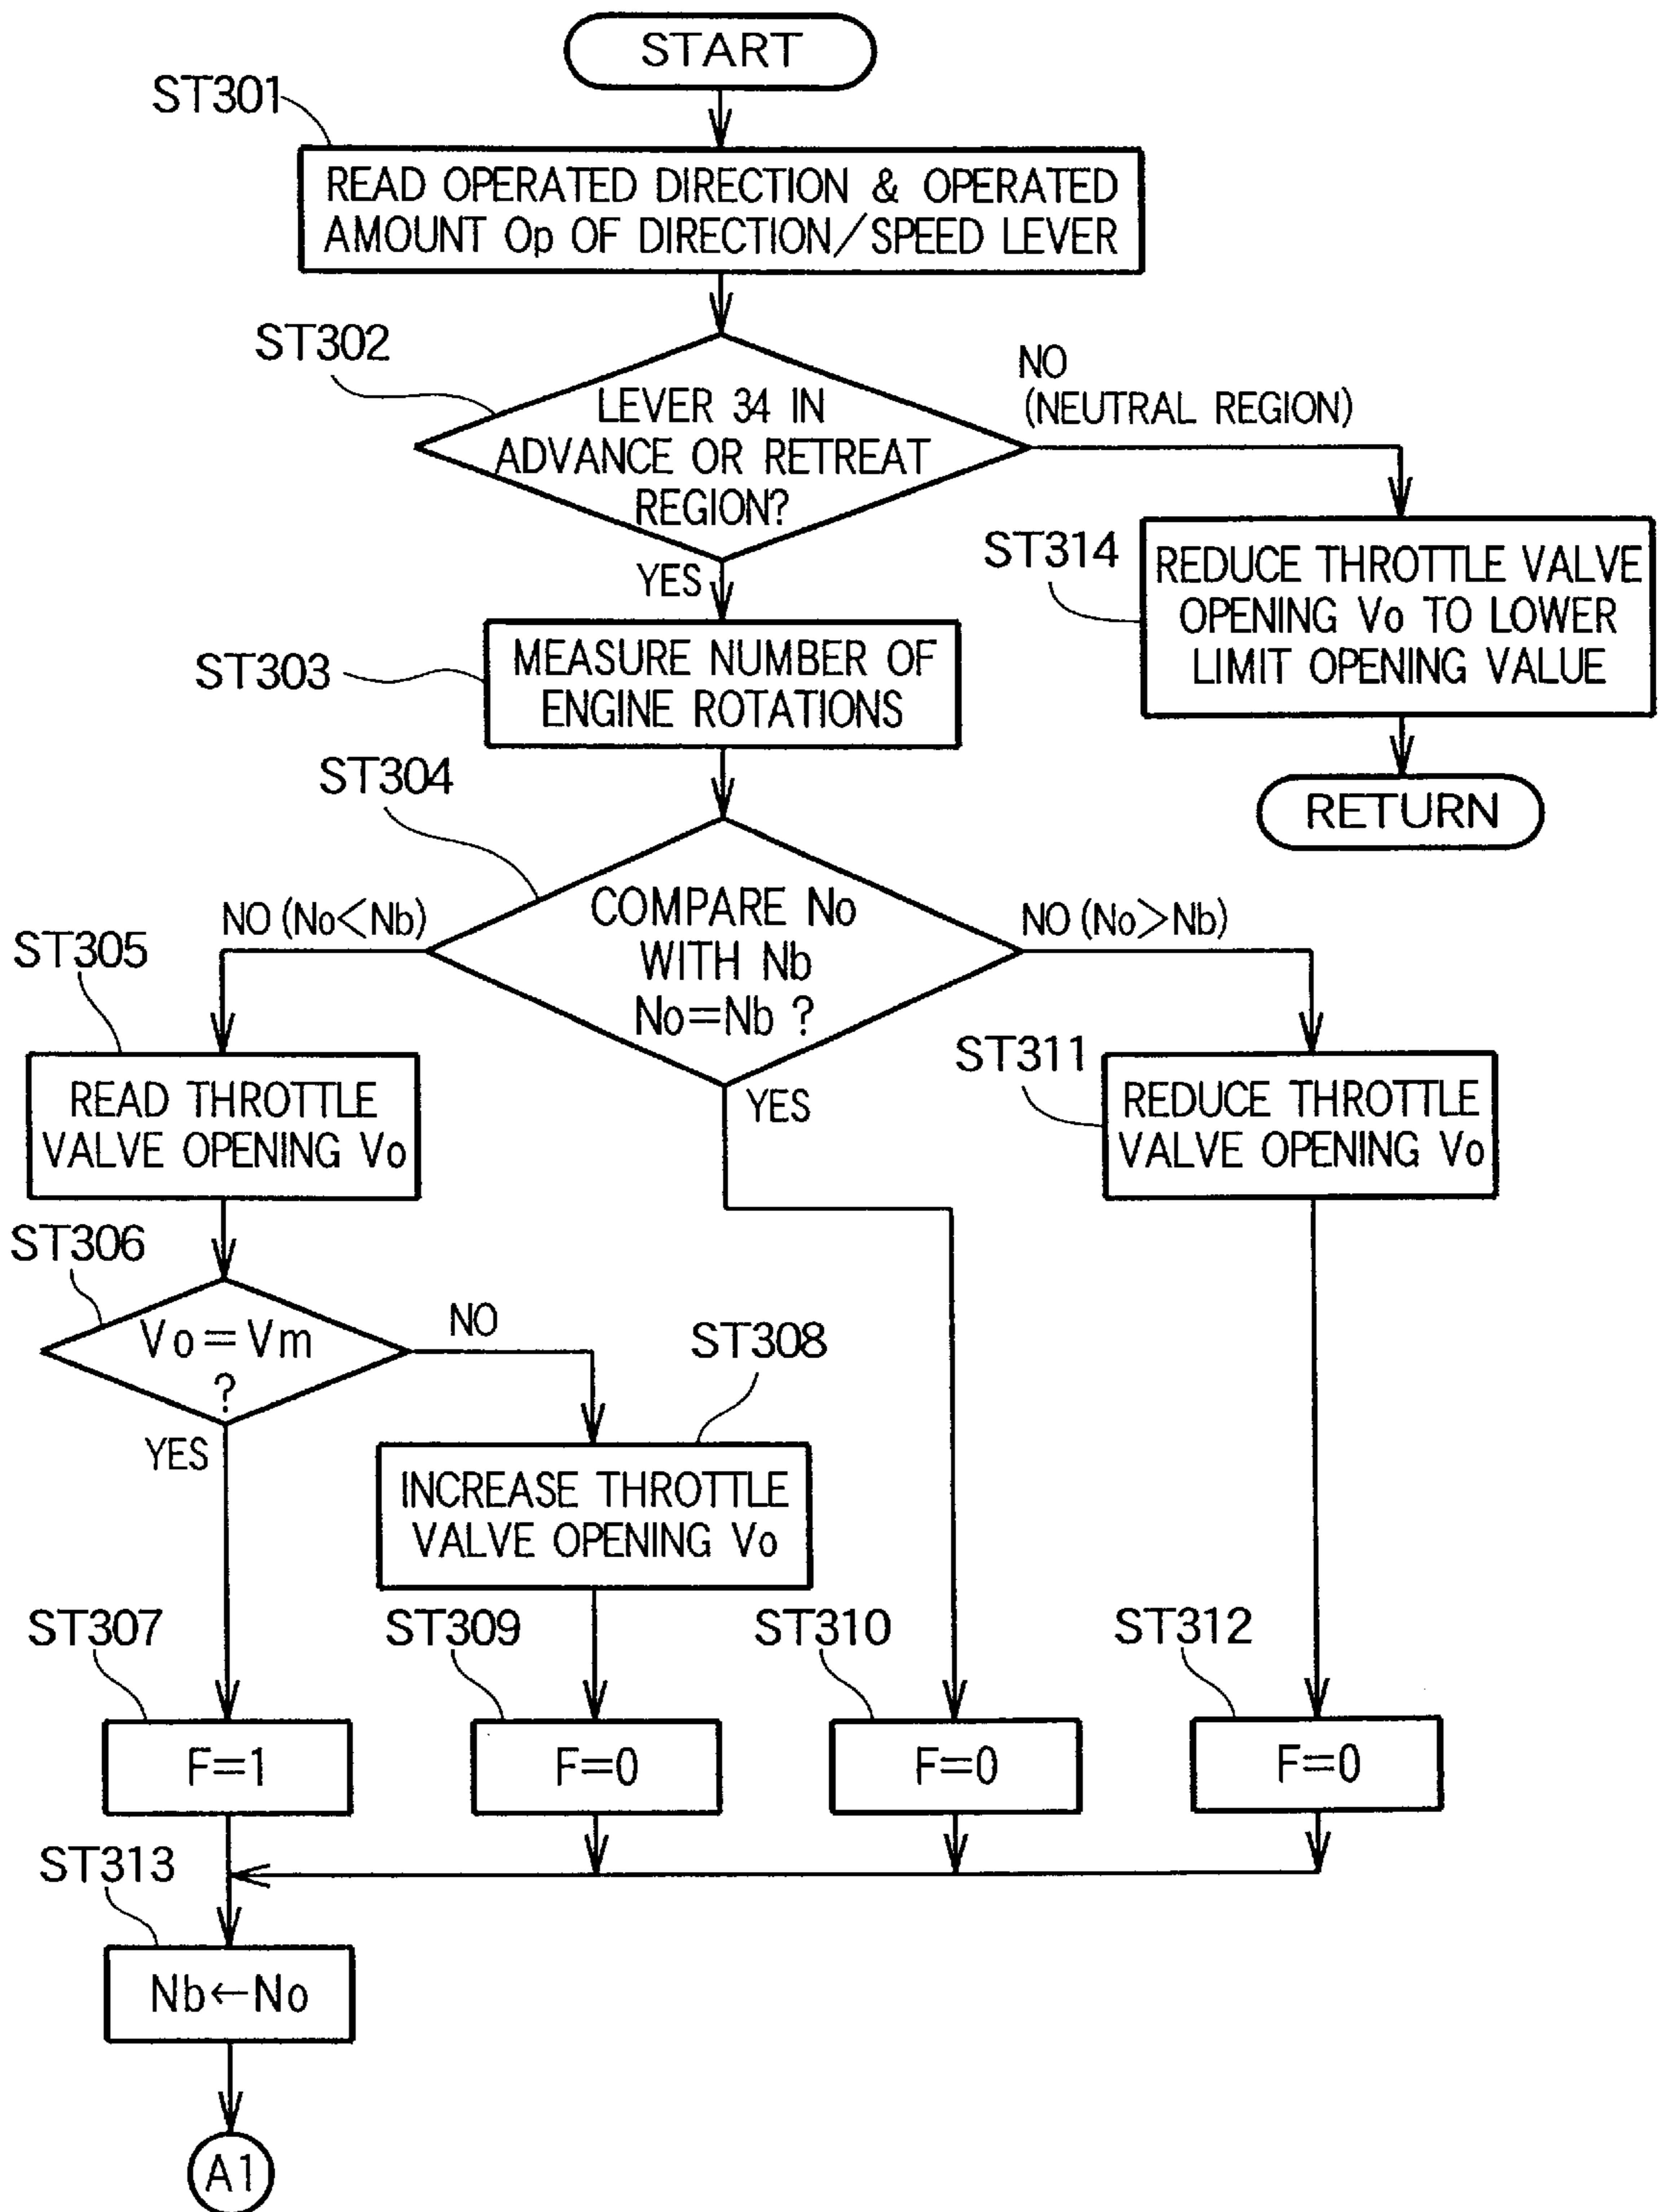 START
ST301
READ OPERATED DIRECTION & OPERATED
AMOUNT Op OF DIRECTION/SPEED LEVER
ST302
LEVER 34 IN
ADVANCE OR RETREAT
REGION?
NO
(NEUTRAL REGION)
YES
ST314
REDUCE THROTTLE VALVE
OPENING Vo TO LOWER
LIMIT OPENING VALUE
RETURN
ST303
MEASURE NUMBER OF
ENGINE ROTATIONS
ST304
COMPARE No
WITH Nb
No=Nb ?
NO (No<Nb)
NO (No>Nb)
YES
ST305
READ THROTTLE
VALVE OPENING Vo
ST311
REDUCE THROTTLE
VALVE OPENING Vo
ST306
Vo=Vm
?
NO
YES
ST308
INCREASE THROTTLE
VALVE OPENING Vo
ST307
F=1
ST309
F=0
ST310
F=0
ST312
F=0
ST313
Nb←No
A1